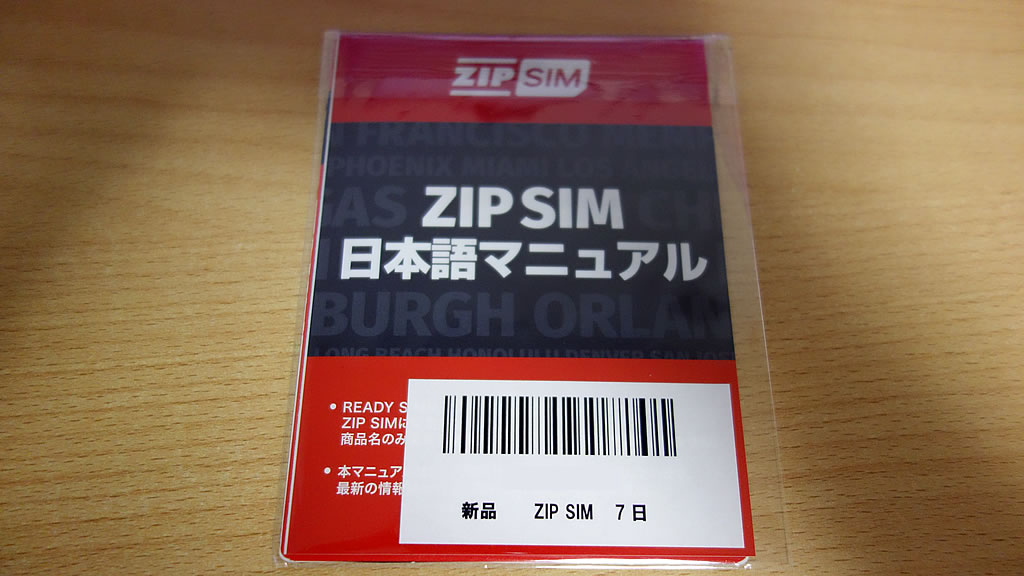 ZIP SIM
FRANCISCO
PHOENIX MIAMI LOS
GAS
ZIP SIM
日本語マニュアル
BURGH ORLAN
LONG BEACH HONOLULU DENVER SAN JOS
• READY S
ZIP SIMに
商品名のみ
• 本マニュア
最新の情報
新品 ZIP SIM 7日